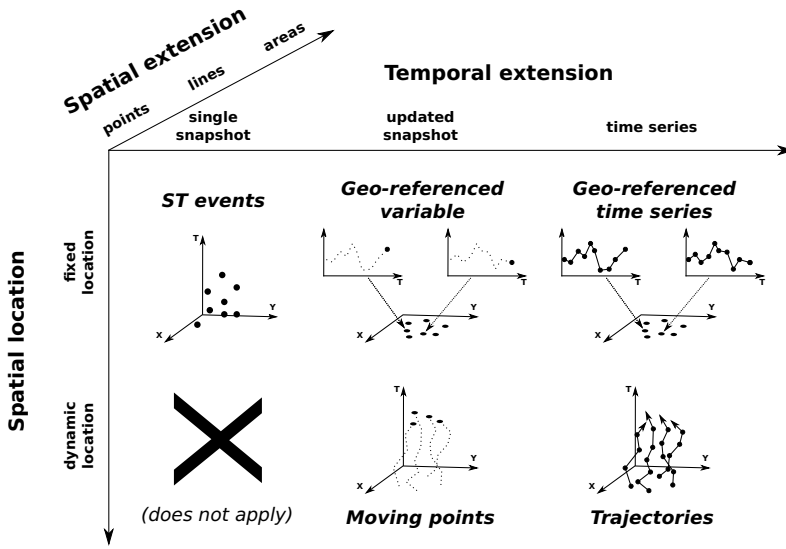 Spatial extension
points
lines
areas
Temporal extension
single
snapshot
updated
snapshot
time series
Spatial location
fixed
location
dynamic
location
ST events
T
Y
X
Geo-referenced
variable
T
T
Y
X
Geo-referenced
time series
T
T
Y
X
(does not apply)
T
Y
X
Moving points
T
Y
X
Trajectories